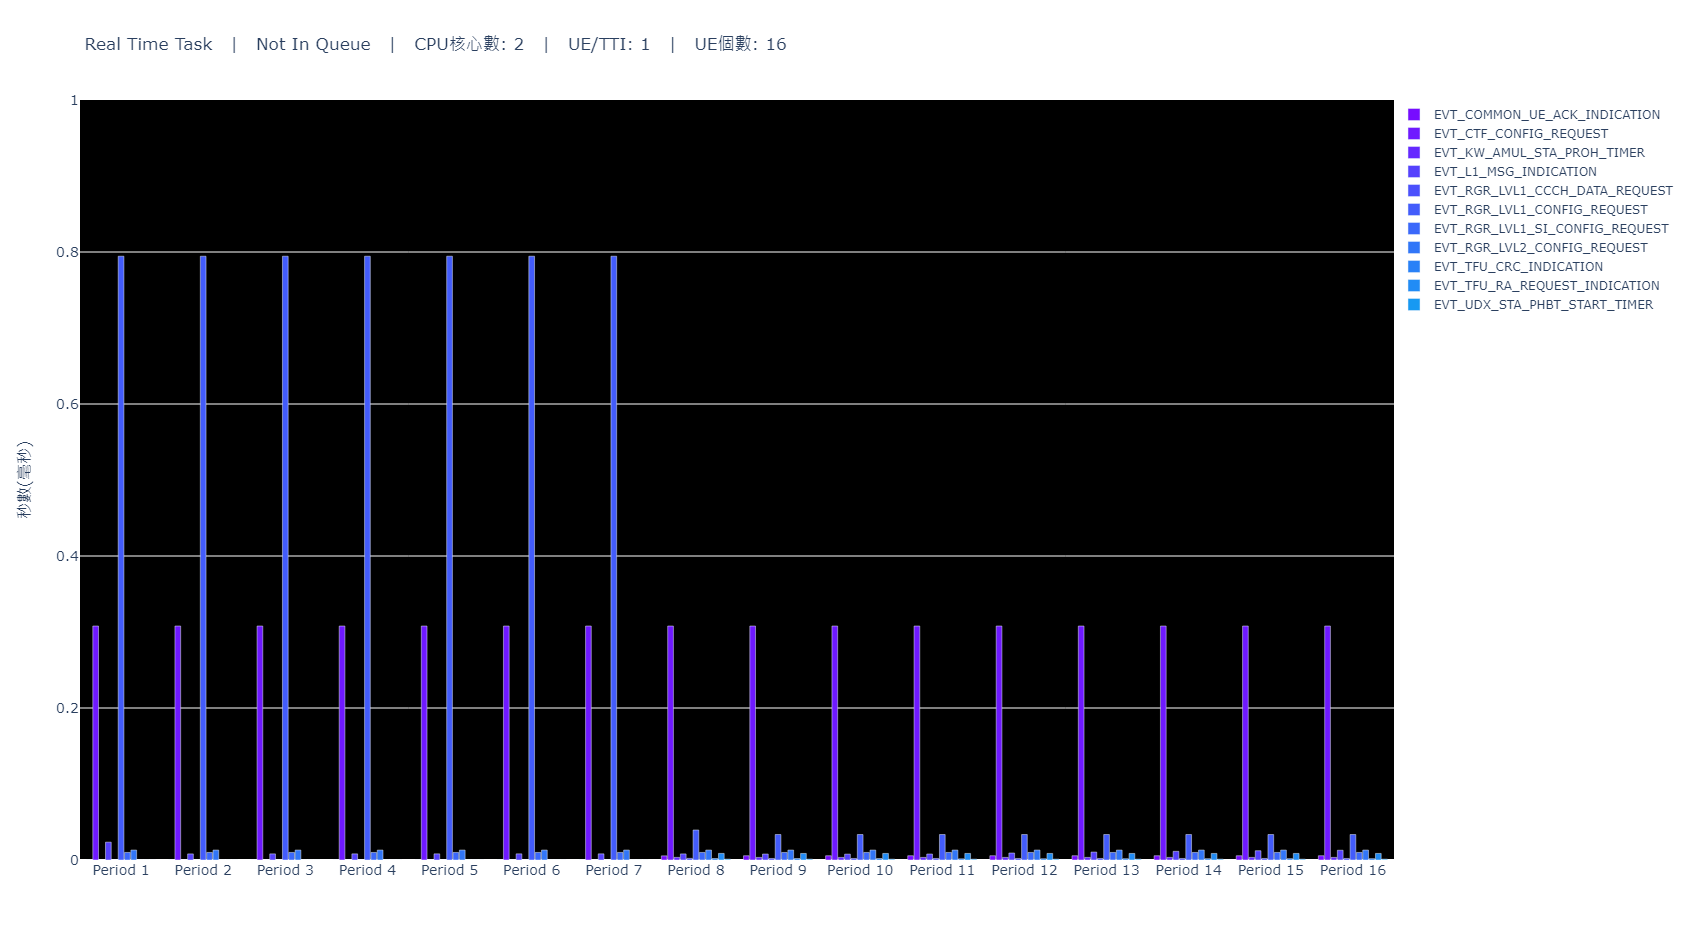 Real Time Task | Not In Queue | CPU核心數: 2 | UE/TTI: 1 | UE個數: 16
1
0.8
0.6
0.4
0.2
0
秒數(毫秒)
Period 1 Period 2 Period 3 Period 4 Period 5 Period 6 Period 7 Period 8 Period 9 Period 10 Period 11 Period 12 Period 13 Period 14 Period 15 Period 16
EVT_COMMON_UE_ACK_INDICATION
EVT_CTF_CONFIG_REQUEST
EVT_KW_AMUL_STA_PROH_TIMER
EVT_L1_MSG_INDICATION
EVT_RGR_LVL1_CCCH_DATA_REQUEST
EVT_RGR_LVL1_CONFIG_REQUEST
EVT_RGR_LVL1_SI_CONFIG_REQUEST
EVT_RGR_LVL2_CONFIG_REQUEST
EVT_TFU_CRC_INDICATION
EVT_TFU_RA_REQUEST_INDICATION
EVT_UDX_STA_PHBT_START_TIMER